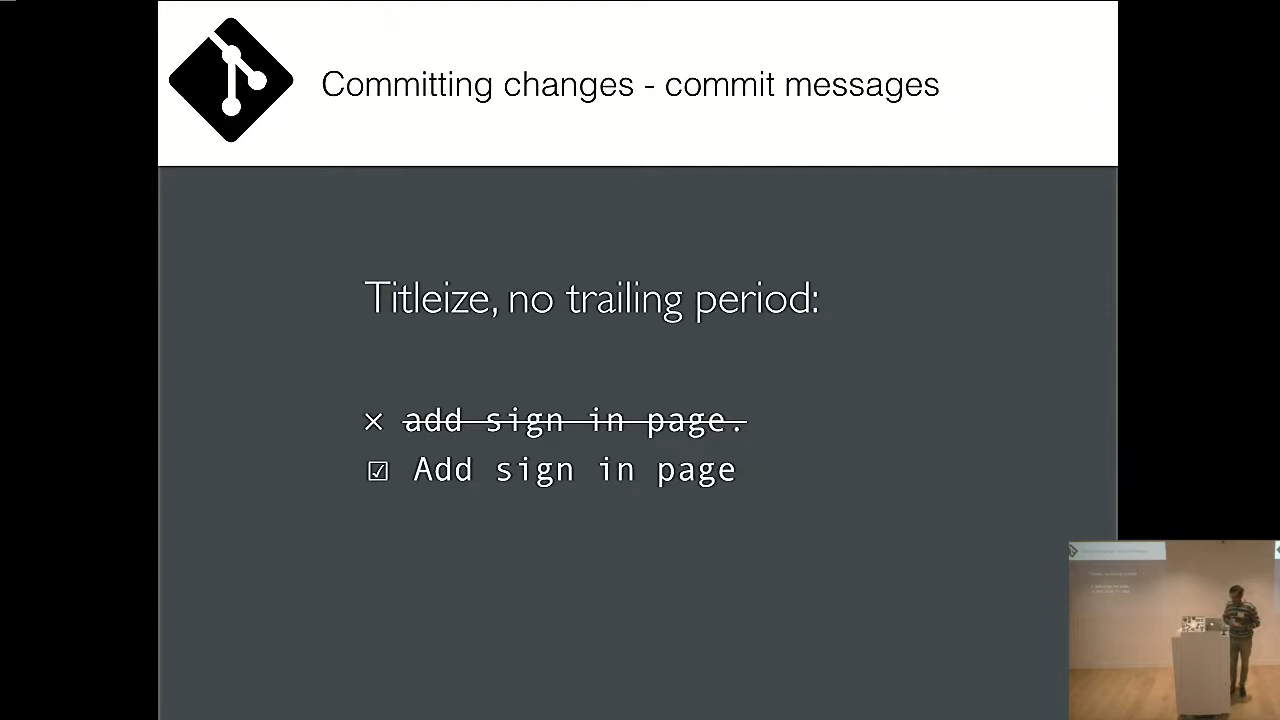 Committing changes - commit messages
Titleize, no trailing period:
× add sign in page.
☑ Add sign in page